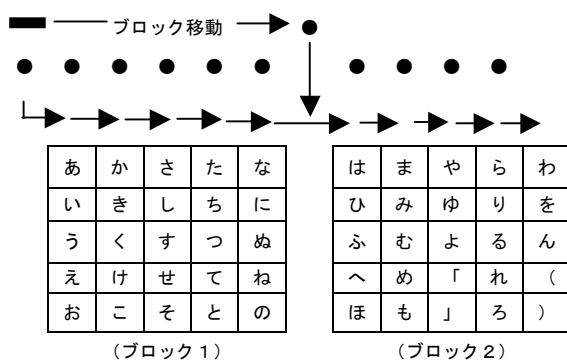 ブロック移動
あ か さ た な は ま や ら わ
い き し ち に ひ み ゆ り を
う く す つ ぬ ふ む よ る ん
え け せ て ね へ め 「 れ (
お こ そ と の ほ も 」 ろ )
(ブロック1) (ブロック2)